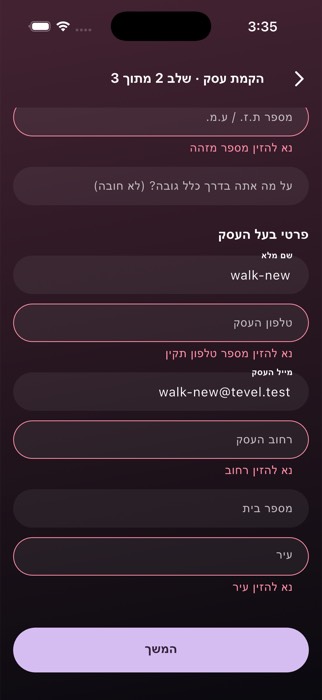 3:35
הקמת עסק · שלב 2 מתוך 3
מספר ת.ז. / ע.מ.
נא להזין מספר מזהה
על מה אתה בדרך כלל גובה? (לא חובה)
פרטי בעל העסק
שם מלא
walk-new
טלפון העסק
נא להזין מספר טלפון תקין
מייל העסק
walk-new@tevel.test
רחוב העסק
נא להזין רחוב
מספר בית
עיר
נא להזין עיר
המשך